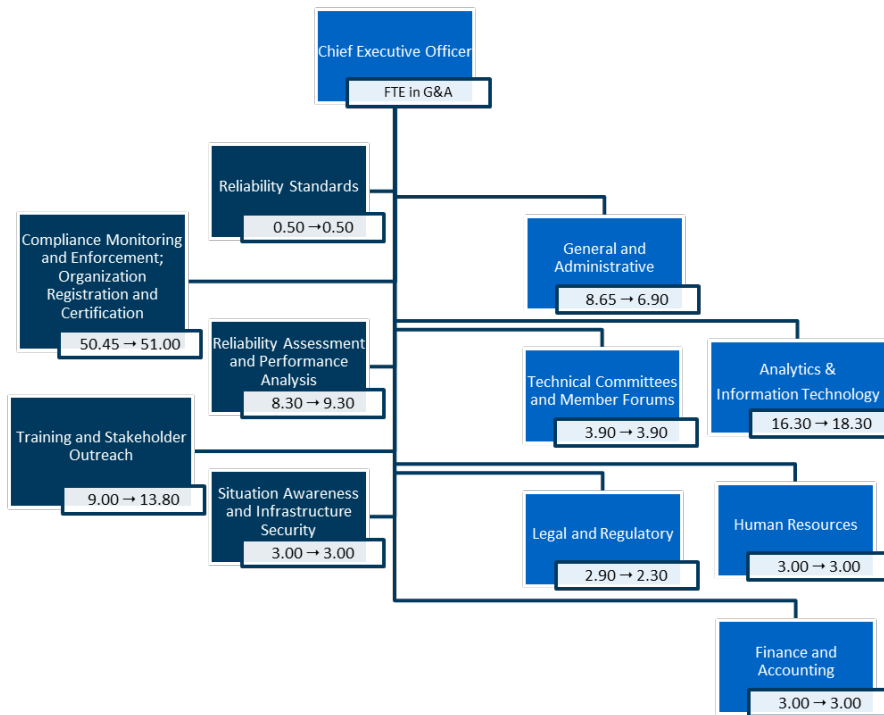 Chief Executive Officer
FTE in G&A
Reliability Standards
0.50 →0.50
General and
Administrative
8.65 → 6.90
Compliance Monitoring
and Enforcement;
Organization
Registration and
Certification
50.45 → 51.00
Reliability Assessment
and Performance
Analysis
8.30 → 9.30
Technical Committees
and Member Forums
3.90 → 3.90
Analytics &
Information Technology
16.30 → 18.30
Training and Stakeholder
Outreach
9.00 → 13.80
Situation Awareness
and Infrastructure
Security
3.00 → 3.00
Legal and Regulatory
2.90 → 2.30
Human Resources
3.00 → 3.00
Finance and
Accounting
3.00 → 3.00